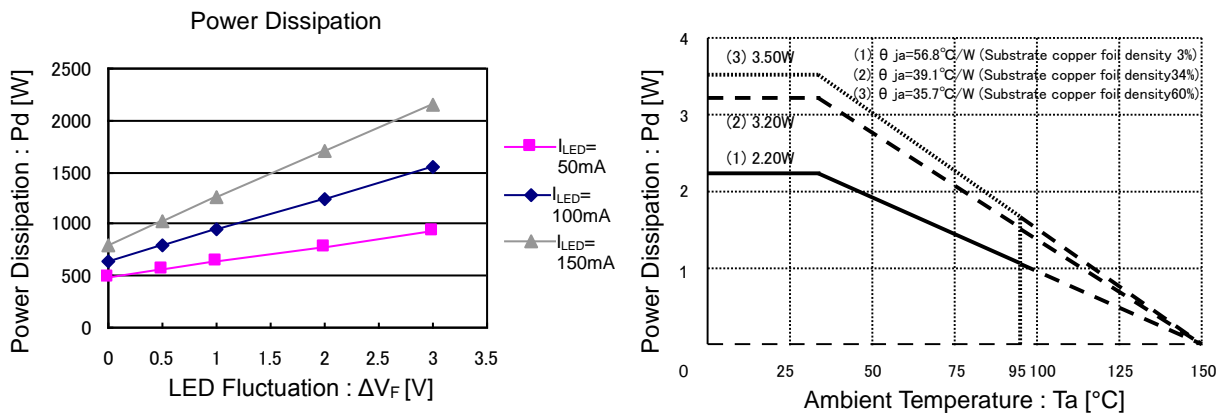 Power Dissipation
Power Dissipation : Pd [W]
2500
2000
1500
1000
500
0
0 0.5 1 1.5 2 2.5 3 3.5
LED Fluctuation : ΔVF [V]
ILED=
50mA
ILED=
100mA
ILED=
150mA
Power Dissipation : Pd [W]
4
3
2
1
(3) 3.50W
(2) 3.20W
(1) 2.20W
(1) θ ja=56.8℃/W (Substrate copper foil density 3%)
(2) θ ja=39.1℃/W (Substrate copper foil density34%)
(3) θ ja=35.7℃/W (Substrate copper foil density60%)
0 25 50 75 95 100 125 150
Ambient Temperature : Ta [°C]